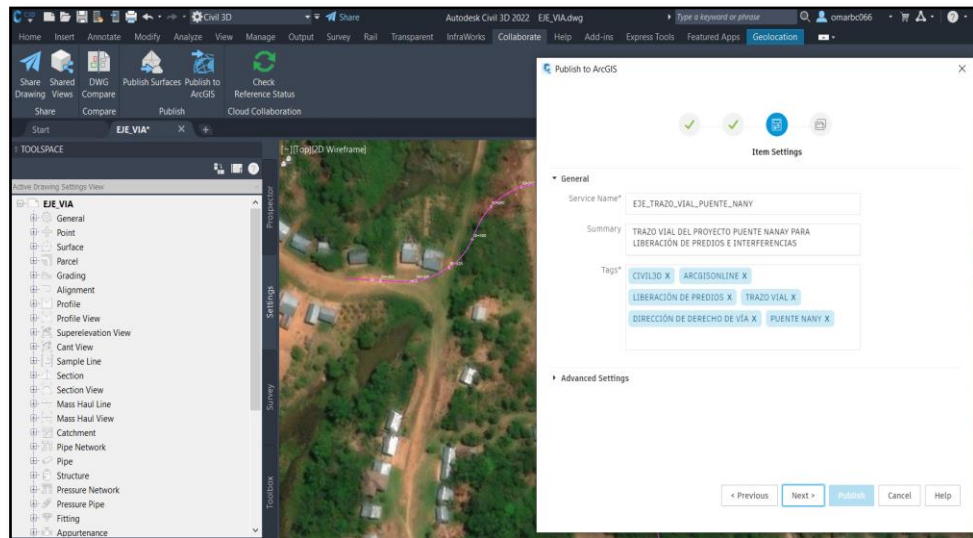 C3D Civil 3D Share Autodesk Civil 3D 2022 EJE_VIA.dwg Type a keyword or phrase omarbc066
Home Insert Annotate Modify Analyze View Manage Output Survey Rail Transparent InfraWorks Collaborate Help Add-ins Express Tools Featured Apps Geolocation
Share Drawing
Shared Views
DWG Compare
Publish Surfaces
Publish to ArcGIS
Check Reference Status
Share Compare Publish Cloud Collaboration
Start EJE_VIA* X +
TOOLSPACE
Active Drawing Settings View
EJE_VIA
General
Point
Surface
Parcel
Grading
Alignment
Profile
Profile View
Superelevation View
Cant View
Sample Line
Section
Section View
Mass Haul Line
Mass Haul View
Catchment
Pipe Network
Pipe
Structure
Pressure Network
Pressure Pipe
Fitting
Appurtenance
Prospector
Settings
Survey
Toolbox
[-][Top][2D Wireframe]
Publish to ArcGIS
Item Settings
General
Service Name*
EJE_TRAZO_VIAL_PUENTE_NANY
Summary
TRAZO VIAL DEL PROYECTO PUENTE NANAY PARA
LIBERACIÓN DE PREDIOS E INTERFERENCIAS
Tags*
CIVIL3D X ARCGISONLINE X
LIBERACIÓN DE PREDIOS X TRAZO VIAL X
DIRECCIÓN DE DERECHO DE VÍA X PUENTE NANY X
Advanced Settings
< Previous Next > Publish Cancel Help